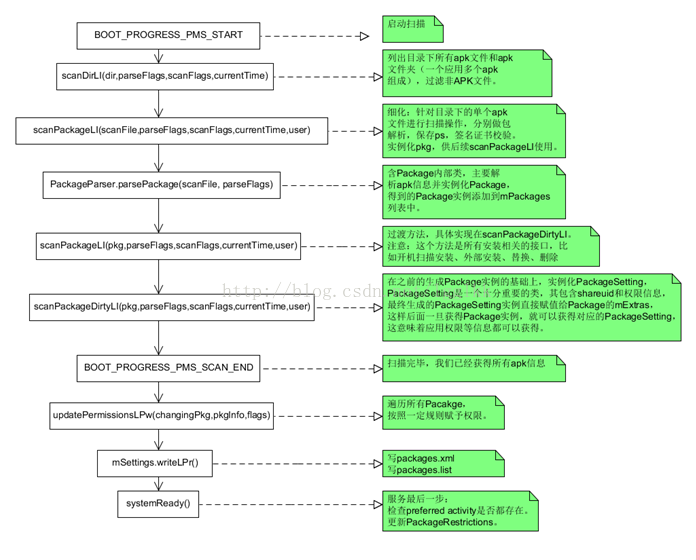 BOOT_PROGRESS_PMS_START
启动扫描
scanDirLI(dir,parseFlags,scanFlags,currentTime)
列出目录下所有apk文件和apk
文件夹（一个应用多个apk
组成），过滤非APK文件。
scanPackageLI(scanFile,parseFlags,scanFlags,currentTime,user)
细化：针对目录下的单个apk
文件进行扫描操作，分别做包
解析，保存ps，签名证书校验。
实例化pkg，供后续scanPackageLI使用。
PackageParser.parsePackage(scanFile, parseFlags)
含Package内部类，主要解
析apk信息并实例化Package，
得到的Package实例添加到mPackages
列表中。
scanPackageLI(pkg,parseFlags,scanFlags,currentTime,user)
过渡方法，具体实现在scanPackageDirtyLI。
注意：这个方法是所有安装相关的接口，比
如开机扫描安装、外部安装、替换、删除
scanPackageDirtyLI(pkg,parseFlags,scanFlags,currentTime,user)
在之前的生成Package实例的基础上，实例化PackageSetting，
PackageSetting是一个十分重要的类，其包含shareuid和权限信息，
最终生成的PackageSetting实例直接赋值给Package的mExtras，
这样后面一旦获得Package实例，就可以获得对应的PackageSetting，
这意味着应用权限等信息都可以获得。
http://blog.csdn
BOOT_PROGRESS_PMS_SCAN_END
扫描完毕，我们已经获得所有apk信息
updatePermissionsLPw(changingPkg,pkgInfo,flags)
遍历所有Pacakge，
按照一定规则赋予权限。
mSettings.writeLPr()
写packages.xml
写packages.list
systemReady()
服务最后一步：
检查preferred activity是否都存在。
更新PackageRestrictions。